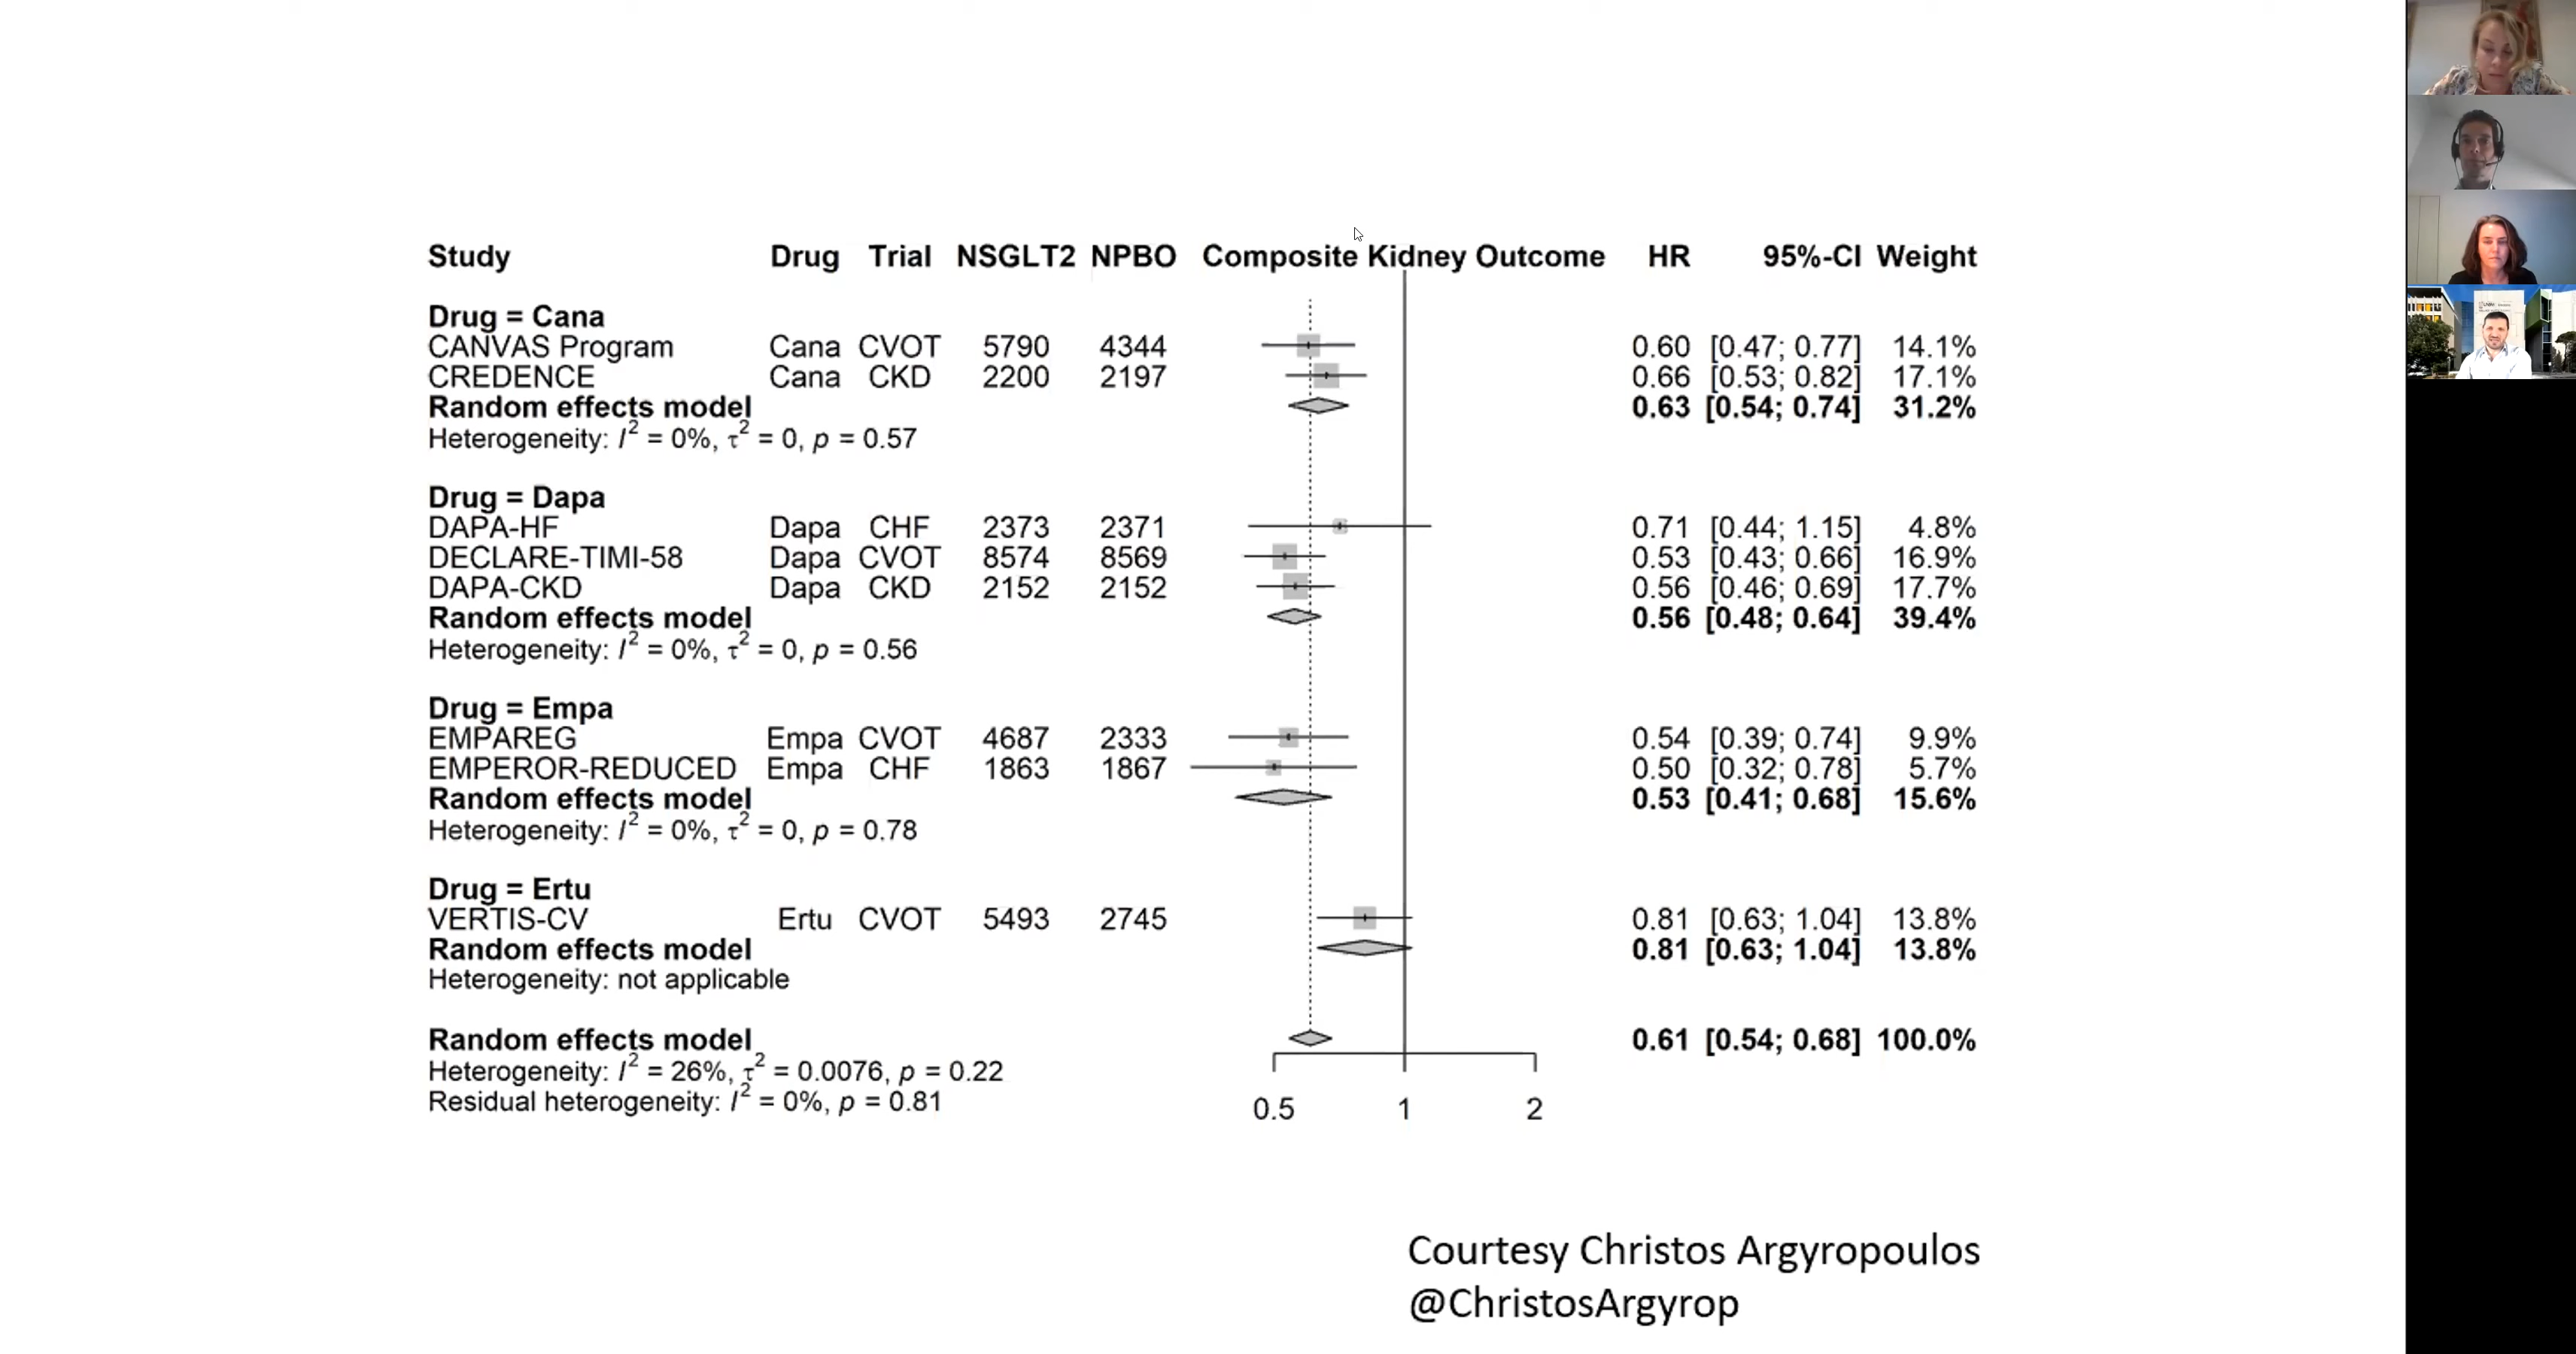 Study Drug Trial NSGLT2 NPBO Composite Kidney Outcome HR 95%-CI Weight
Drug = Cana
CANVAS Program Cana CVOT 5790 4344 0.60 [0.47; 0.77] 14.1%
CREDENCE Cana CKD 2200 2197 0.66 [0.53; 0.82] 17.1%
Random effects model 0.63 [0.54; 0.74] 31.2%
Heterogeneity: I² = 0%, τ² = 0, p = 0.57
Drug = Dapa
DAPA-HF Dapa CHF 2373 2371 0.71 [0.44; 1.15] 4.8%
DECLARE-TIMI-58 Dapa CVOT 8574 8569 0.53 [0.43; 0.66] 16.9%
DAPA-CKD Dapa CKD 2152 2152 0.56 [0.46; 0.69] 17.7%
Random effects model 0.56 [0.48; 0.64] 39.4%
Heterogeneity: I² = 0%, τ² = 0, p = 0.56
Drug = Empa
EMPAREG Empa CVOT 4687 2333 0.54 [0.39; 0.74] 9.9%
EMPEROR-REDUCED Empa CHF 1863 1867 0.50 [0.32; 0.78] 5.7%
Random effects model 0.53 [0.41; 0.68] 15.6%
Heterogeneity: I² = 0%, τ² = 0, p = 0.78
Drug = Ertu
VERTIS-CV Ertu CVOT 5493 2745 0.81 [0.63; 1.04] 13.8%
Random effects model 0.81 [0.63; 1.04] 13.8%
Heterogeneity: not applicable
Random effects model 0.61 [0.54; 0.68] 100.0%
Heterogeneity: I² = 26%, τ² = 0.0076, p = 0.22
Residual heterogeneity: I² = 0%, p = 0.81
0.5 1 2
Courtesy Christos Argyropoulos
@ChristosArgyrop